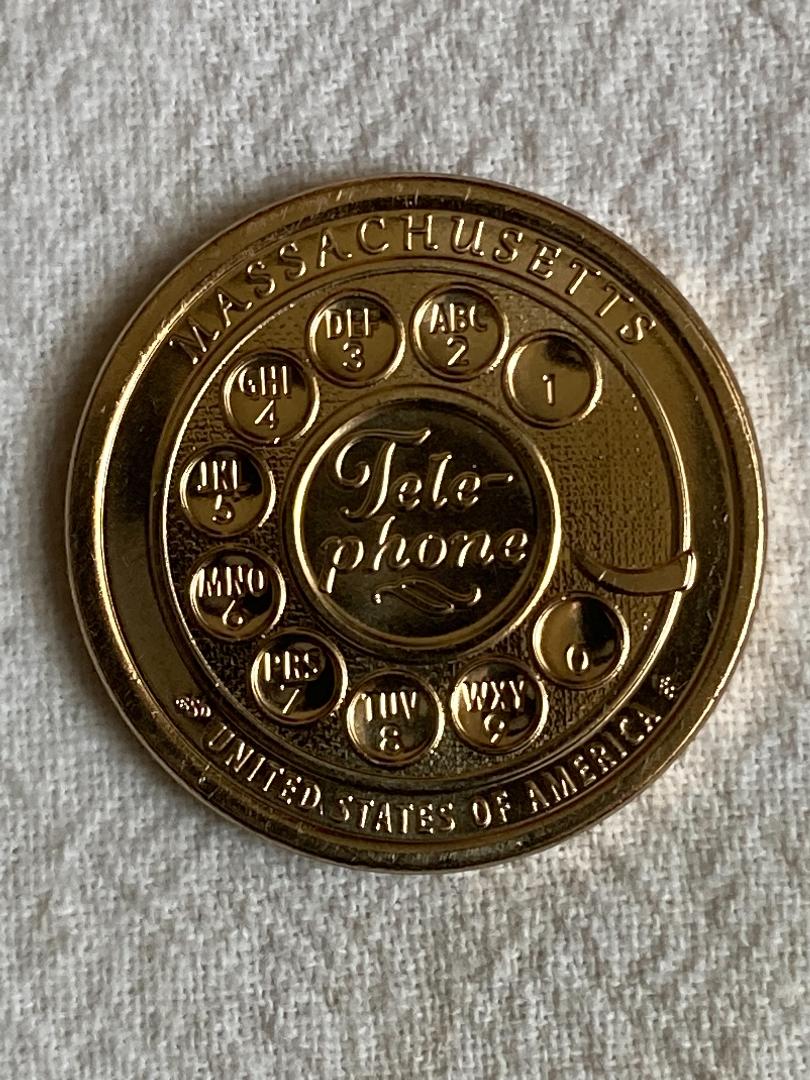 MASSACHUSETTS
ABC
2
1
DEF
3
GHI
4
JKL
5
MNO
6
PRS
7
TUV
8
WXY
9
0
Tele-
phone
UNITED STATES OF AMERICA